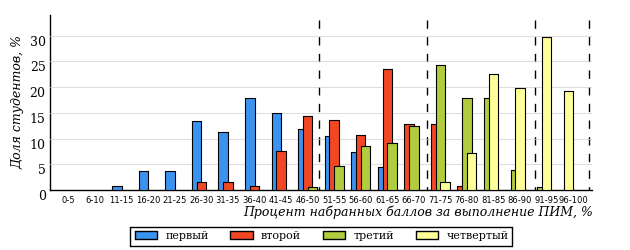 Доля студентов, %
30
25
20
15
10
5
0
0-5 6-10 11-15 16-20 21-25 26-30 31-35 36-40 41-45 46-50 51-55 56-60 61-65 66-70 71-75 76-80 81-85 86-90 91-95 96-100
Процент набранных баллов за выполнение ПИМ, %
первый второй третий четвертый